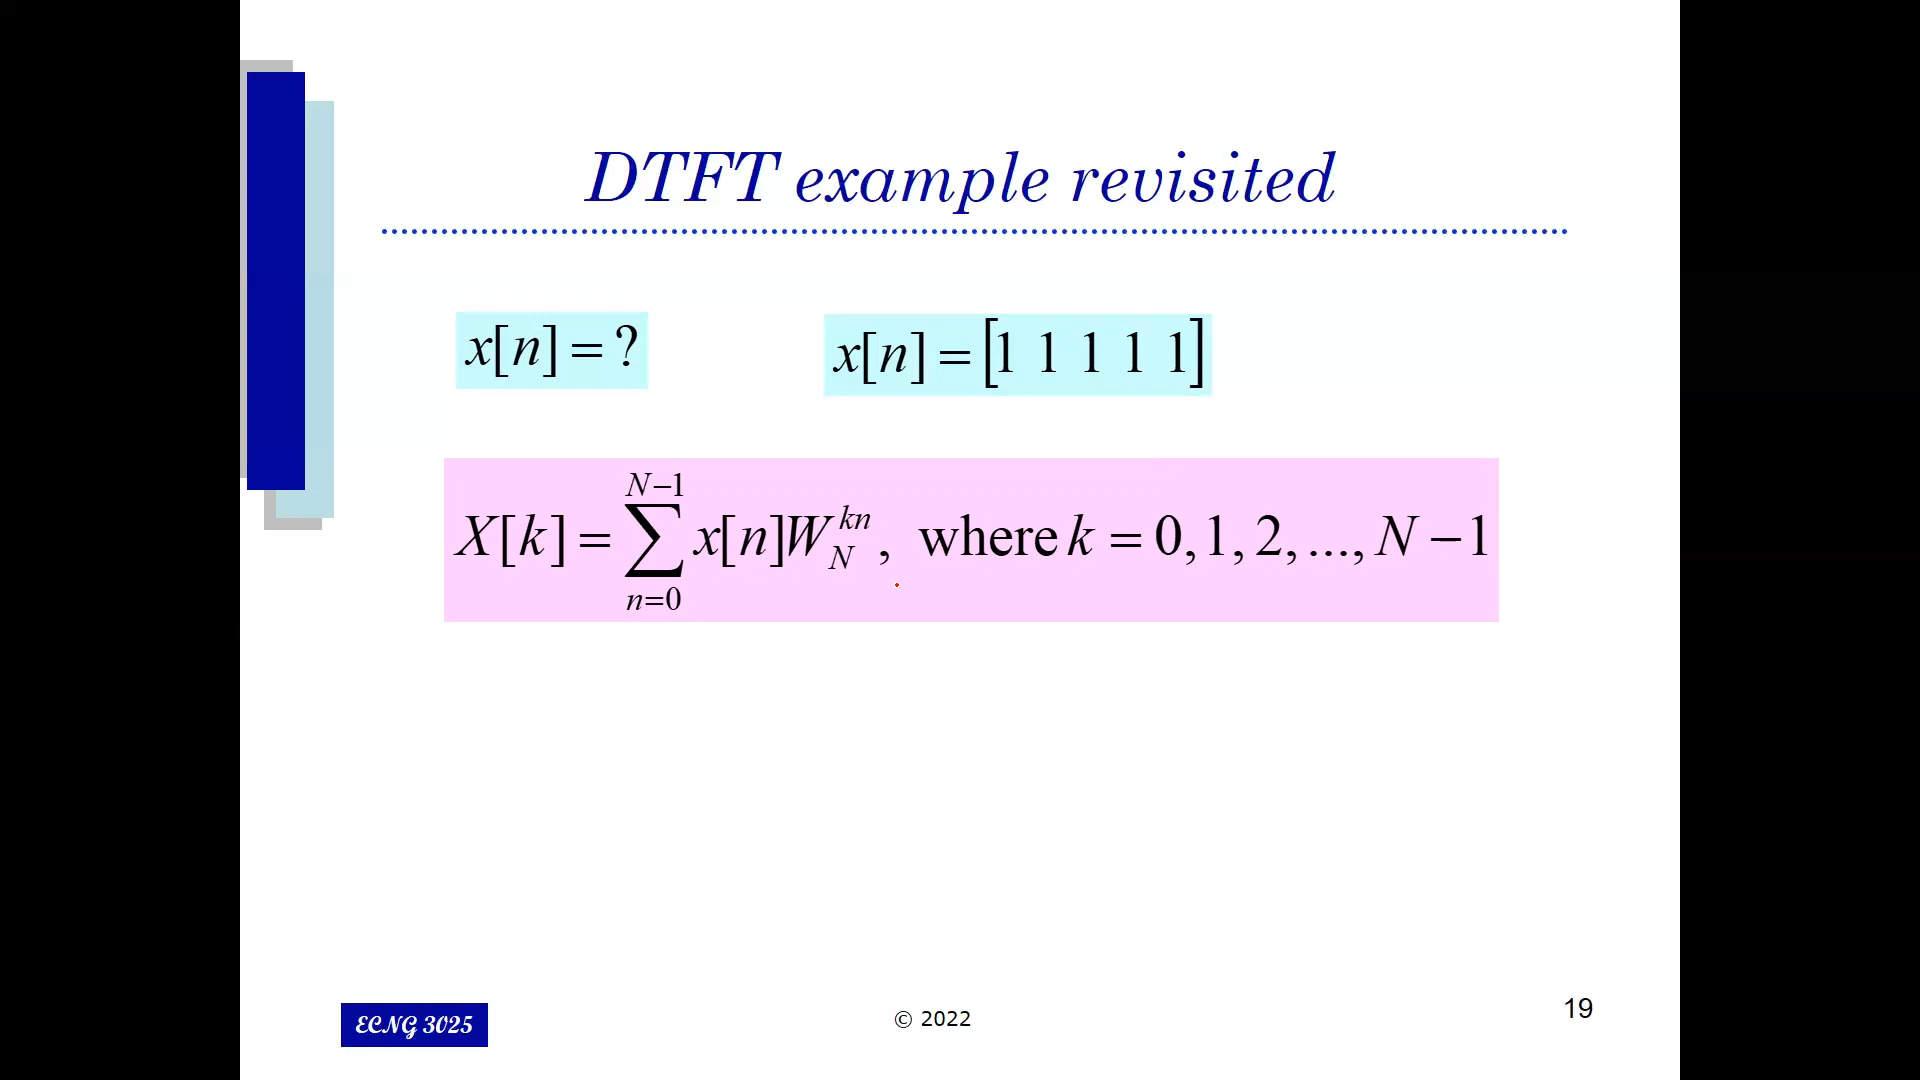 DTFT example revisited
x[n] = ?
x[n] = [1 1 1 1 1]
X[k] = \sum_{n=0}^{N-1} x[n]W_N^{kn}, where k = 0,1,2,...,N−1
ECNG 3025
© 2022
19